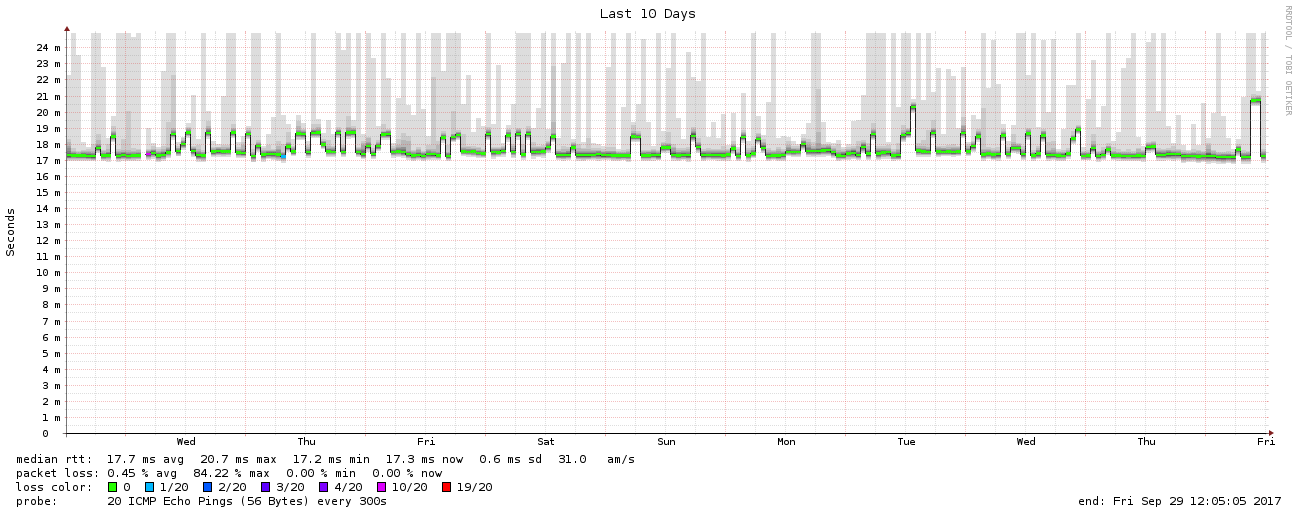 Last 10 Days
RRDTOOL / TOBI OETIKER
Seconds
24 m
23 m
22 m
21 m
20 m
19 m
18 m
17 m
16 m
15 m
14 m
13 m
12 m
11 m
10 m
9 m
8 m
7 m
6 m
5 m
4 m
3 m
2 m
1 m
0
Wed Thu Fri Sat Sun Mon Tue Wed Thu Fri
median rtt: 17.7 ms avg 20.7 ms max 17.2 ms min 17.3 ms now 0.6 ms sd 31.0 am/s
packet loss: 0.45 % avg 84.22 % max 0.00 % min 0.00 % now
loss color: 0 1/20 2/20 3/20 4/20 10/20 19/20
probe: 20 ICMP Echo Pings (56 Bytes) every 300s
end: Fri Sep 29 12:05:05 2017